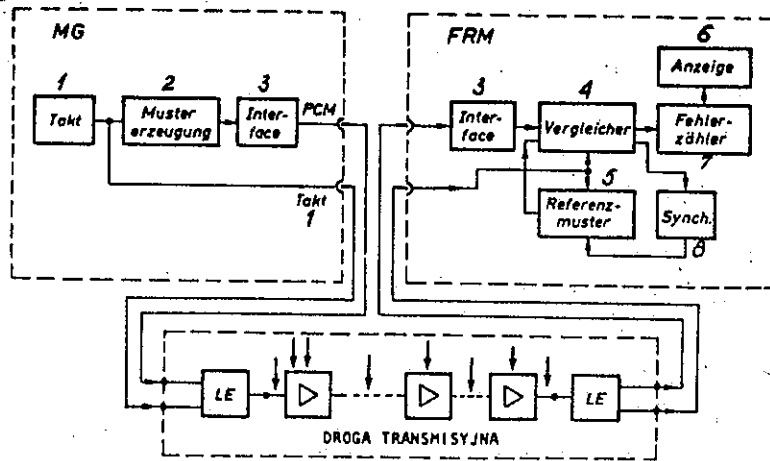 MG
FRM
1
2
3
PCM
Takt
Muster
erzeugung
Inter-
face
Takt
1
3
4
6
Inter-
face
Vergleicher
Anzeige
Fehler-
zähler
7
5
Referenz-
muster
Synch.
8
LE
LE
DROGA TRANSMISYJNA